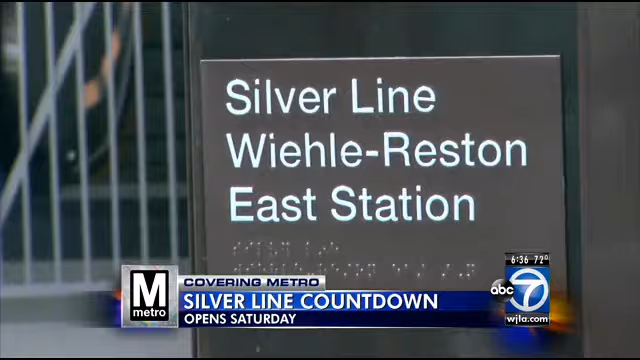 Silver Line
Wiehle-Reston
East Station
COVERING METRO
M
metro
SILVER LINE COUNTDOWN
OPENS SATURDAY
6:36 72°
abc 7
wjla.com